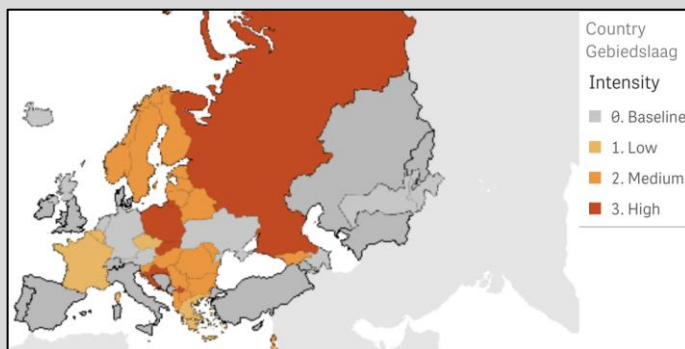 Country
Gebiedslaag
Intensity
0. Baseline
1. Low
2. Medium
3. High